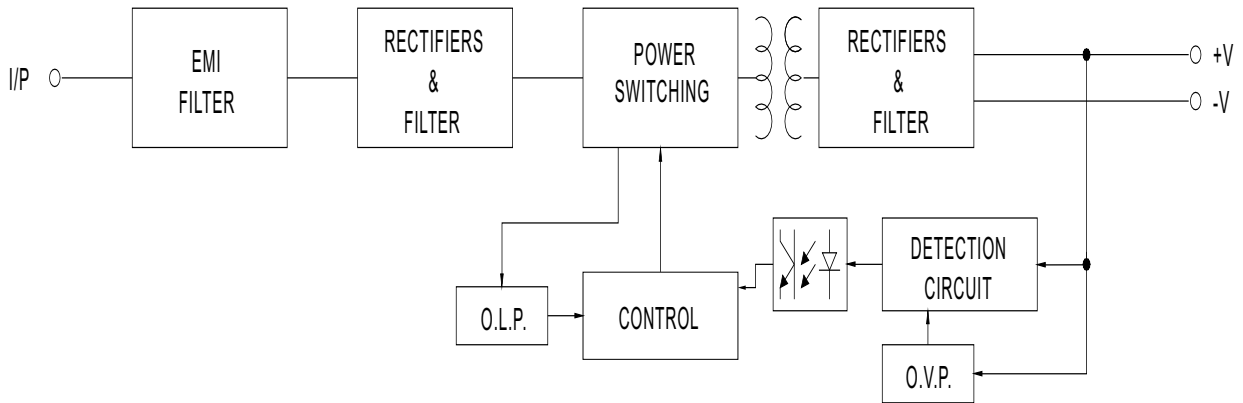 I/P
EMI
FILTER
RECTIFIERS
&
FILTER
POWER
SWITCHING
RECTIFIERS
&
FILTER
+V
-V
O.L.P.
CONTROL
DETECTION
CIRCUIT
O.V.P.